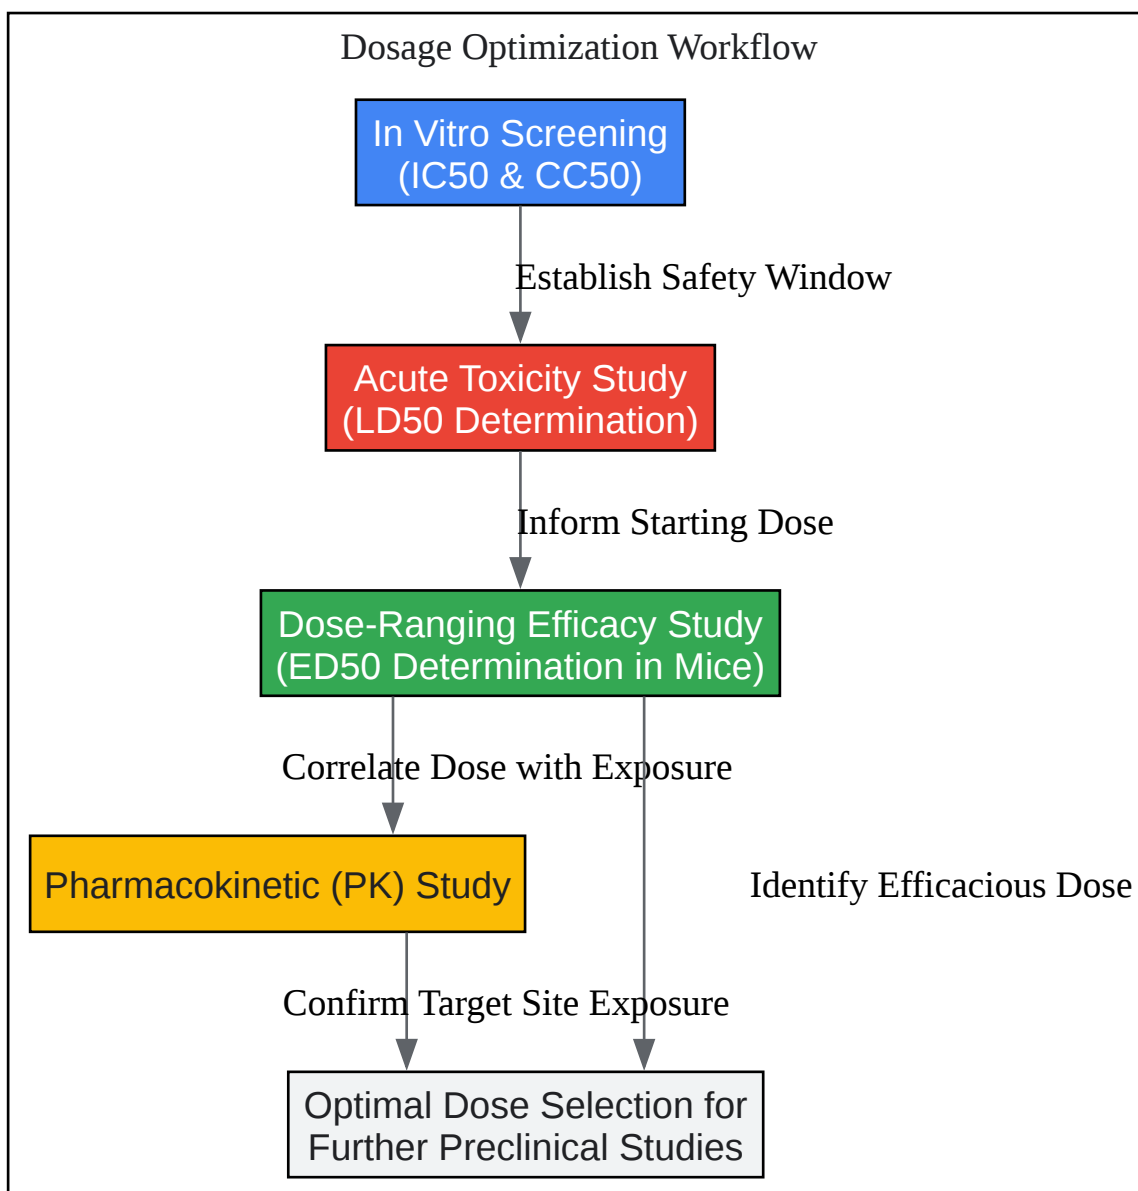 Dosage Optimization Workflow
In Vitro Screening
(IC50 & CC50)
Establish Safety Window
Acute Toxicity Study
(LD50 Determination)
Inform Starting Dose
Dose-Ranging Efficacy Study
(ED50 Determination in Mice)
Correlate Dose with Exposure
Pharmacokinetic (PK) Study
Identify Efficacious Dose
Confirm Target Site Exposure
Optimal Dose Selection for
Further Preclinical Studies